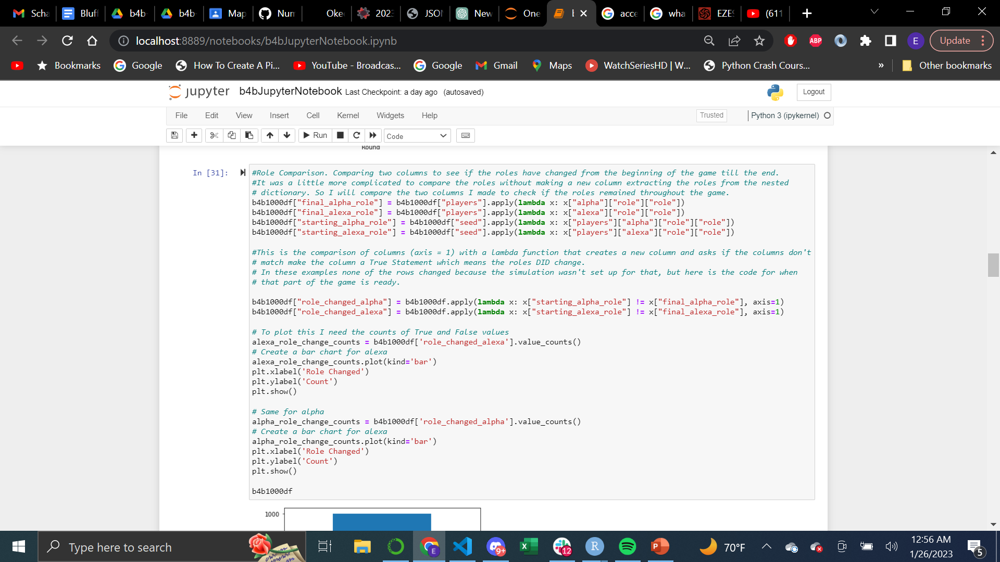 Scha
Bluf
b4b-
b4b-
Map
Num
Oke
2023
JSO
New
One
acce
wha
EZE
(611
localhost:8889/notebooks/b4bJupyterNotebook.ipynb
ABP
E
Update
Bookmarks
Google
How To Create A Pi...
YouTube - Broadcas...
Google
Gmail
Maps
WatchSeriesHD | W...
Python Crash Cours...
»
Other bookmarks
jupyter b4bJupyterNotebook Last Checkpoint: a day ago (autosaved)
Logout
File Edit View Insert Cell Kernel Widgets Help
Trusted
Python 3 (ipykernel)
Run
Code
Round
In [31]:
#Role Comparison. Comparing two columns to see if the roles have changed from the beginning of the game till the end.
#It was a little more complicated to compare the roles without making a new column extracting the roles from the nested
# dictionary. So I will compare the two columns I made to check if the roles remained throughout the game.
b4b1000df["final_alpha_role"] = b4b1000df["players"].apply(lambda x: x["alpha"]["role"]["role"])
b4b1000df["final_alexa_role"] = b4b1000df["players"].apply(lambda x: x["alexa"]["role"]["role"])
b4b1000df["starting_alpha_role"] = b4b1000df["seed"].apply(lambda x: x["players"]["alpha"]["role"]["role"])
b4b1000df["starting_alexa_role"] = b4b1000df["seed"].apply(lambda x: x["players"]["alexa"]["role"]["role"])
#This is the comparison of columns (axis = 1) with a lambda function that creates a new column and asks if the columns don't
# match make the column a True Statement which means the roles DID change.
# In these examples none of the rows changed because the simulation wasn't set up for that, but here is the code for when
# that part of the game is ready.
b4b1000df["role_changed_alpha"] = b4b1000df.apply(lambda x: x["starting_alpha_role"] != x["final_alpha_role"], axis=1)
b4b1000df["role_changed_alexa"] = b4b1000df.apply(lambda x: x["starting_alexa_role"] != x["final_alexa_role"], axis=1)
# To plot this I need the counts of True and False values
alexa_role_change_counts = b4b1000df['role_changed_alexa'].value_counts()
# Create a bar chart for alexa
alexa_role_change_counts.plot(kind='bar')
plt.xlabel('Role Changed')
plt.ylabel('Count')
plt.show()
# Same for alpha
alpha_role_change_counts = b4b1000df['role_changed_alpha'].value_counts()
# Create a bar chart for alexa
alpha_role_change_counts.plot(kind='bar')
plt.xlabel('Role Changed')
plt.ylabel('Count')
plt.show()
b4b1000df
1000
Type here to search
E
9+
X
12
R
P
70°F
12:56 AM
1/26/2023
5